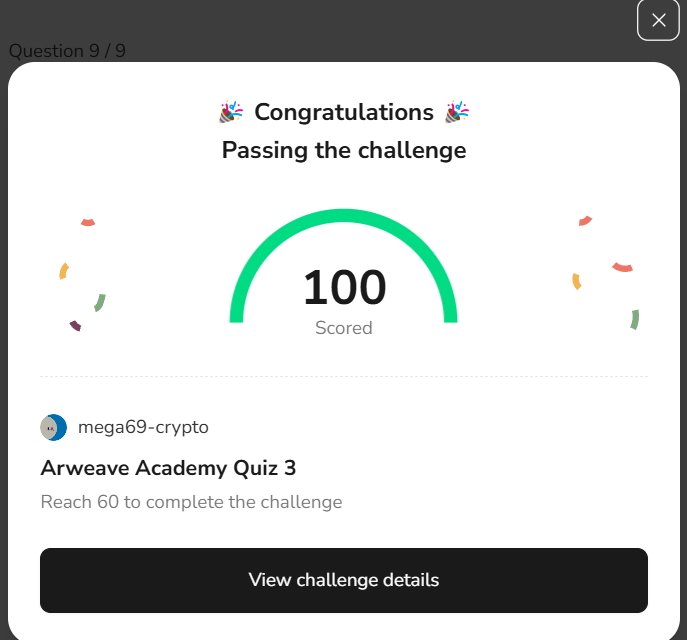 Question 9 / 9
🎉 Congratulations 🎉
Passing the challenge
100
Scored
mega69-crypto
Arweave Academy Quiz 3
Reach 60 to complete the challenge
View challenge details